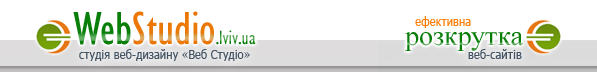 WebStudio.lviv.ua
студія веб-дизайну «Веб Студіо»
ефективна
розкрутка
веб-сайтів